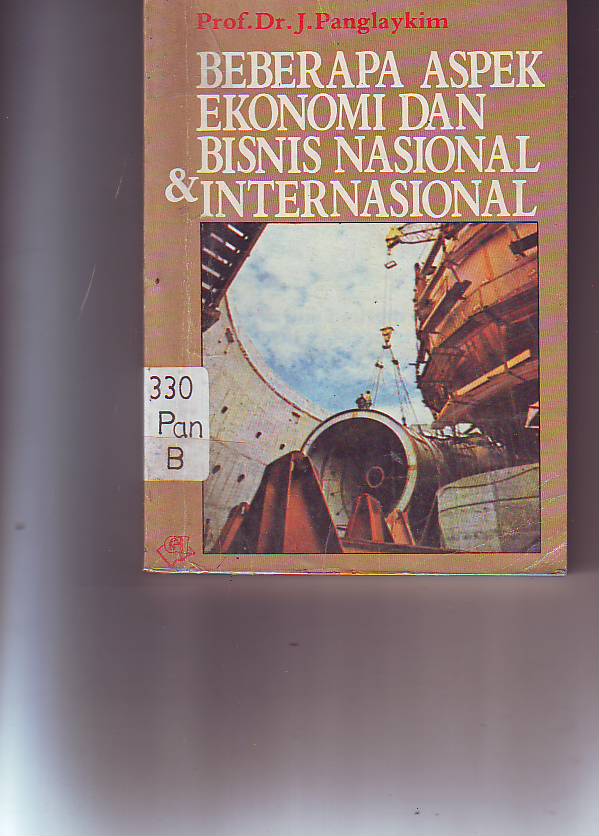 Prof. Dr. J. Panglaykim
BEBERAPA ASPEK
EKONOMI DAN
BISNIS NASIONAL
& INTERNASIONAL
330
Pan
B